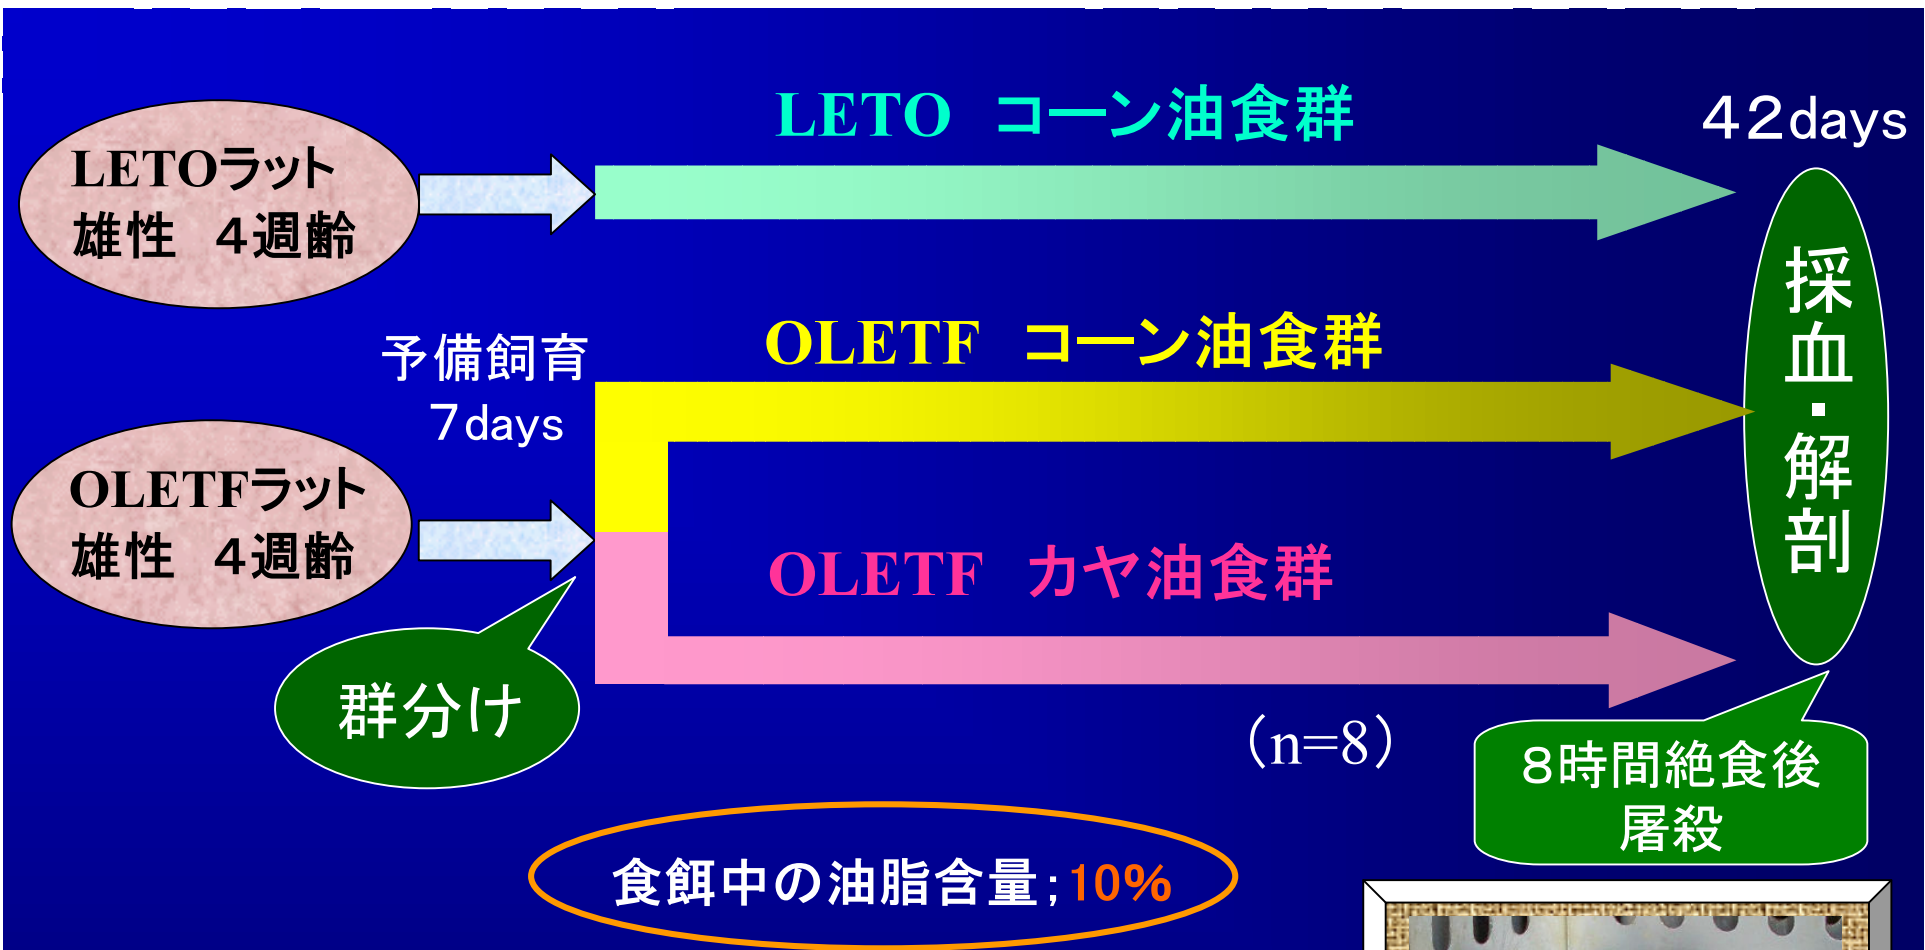 LETO　コーン油食群
42days
LETOラット
雄性　4週齢
OLETF　コーン油食群
予備飼育
7days
OLETFラット
雄性　4週齢
OLETF　カヤ油食群
採血・解剖
群分け
（n=8）
8時間絶食後
屠殺
食餌中の油脂含量；10%